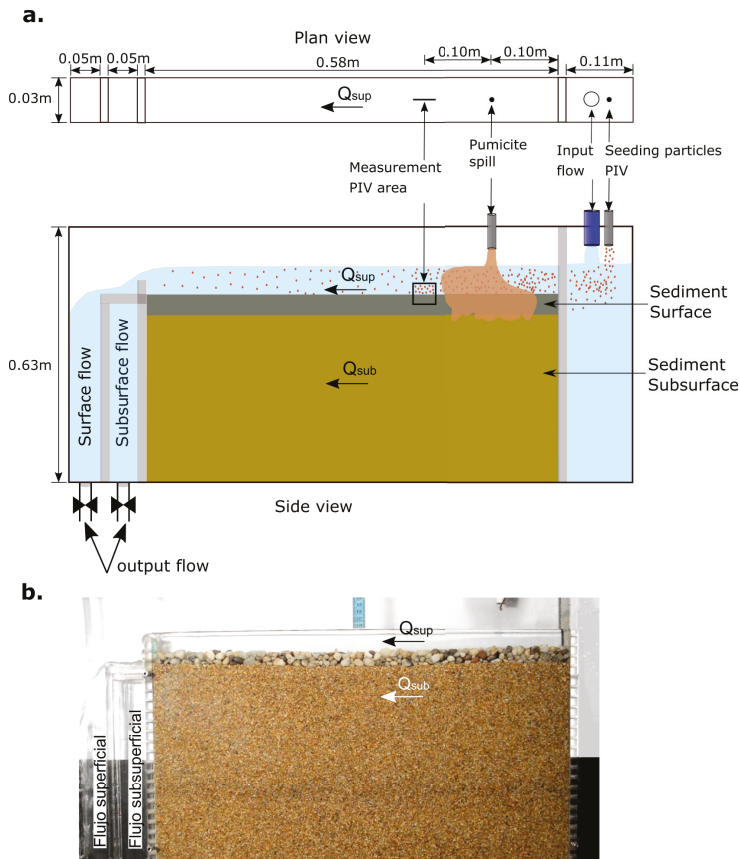 a.
Plan view
0.05m
0.05m
0.58m
0.10m
0.10m
0.11m
0.03m
Qsup
Measurement
PIV area
Pumicite
spill
Input
flow
Seeding particles
PIV
Qsup
Sediment
Surface
0.63m
Surface flow
Subsurface flow
Qsub
Sediment
Subsurface
Side view
output flow
b.
Qsup
Qsub
Flujo superficial
Flujo subsuperficial